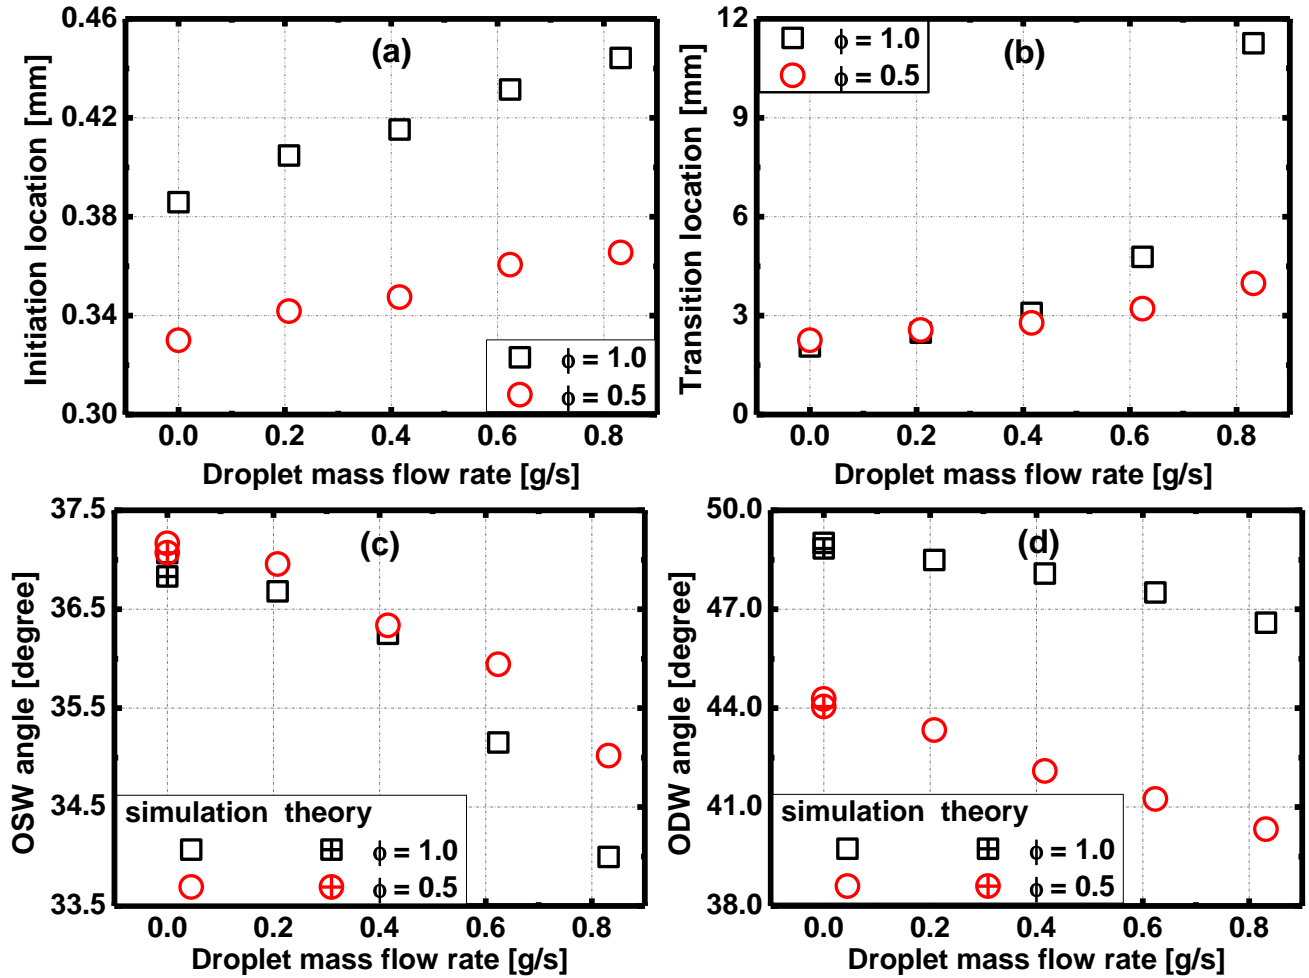 (a)
Initiation location [mm]
0.46
0.42
0.38
0.34
0.30
0.0 0.2 0.4 0.6 0.8
Droplet mass flow rate [g/s]
ϕ = 1.0
ϕ = 0.5
(b)
Transition location [mm]
12
9
6
3
0
0.0 0.2 0.4 0.6 0.8
Droplet mass flow rate [g/s]
ϕ = 1.0
ϕ = 0.5
(c)
OSW angle [degree]
37.5
36.5
35.5
34.5
33.5
0.0 0.2 0.4 0.6 0.8
Droplet mass flow rate [g/s]
simulation theory
ϕ = 1.0
ϕ = 0.5
(d)
ODW angle [degree]
50.0
47.0
44.0
41.0
38.0
0.0 0.2 0.4 0.6 0.8
Droplet mass flow rate [g/s]
simulation theory
ϕ = 1.0
ϕ = 0.5